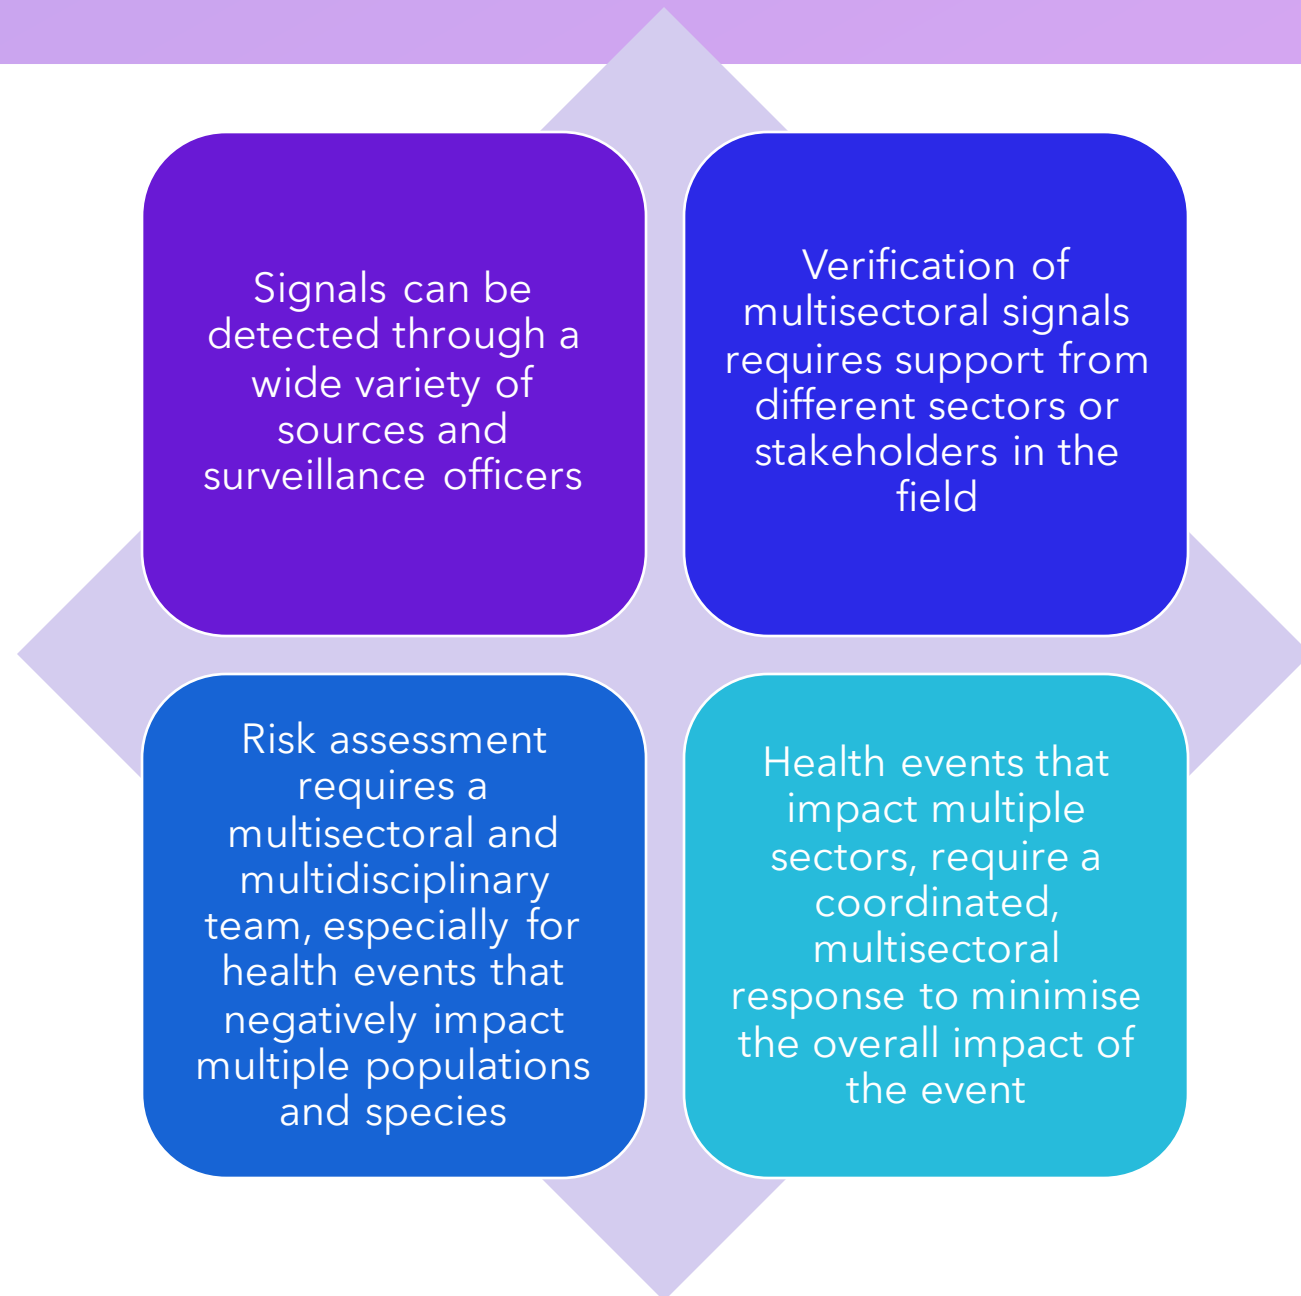 Signals can be
detected through a
wide variety of
sources and
surveillance officers
Verification of
multisectoral signals
requires support from
different sectors or
stakeholders in the
field
Risk assessment
requires a
multisectoral and
multidisciplinary
team, especially for
health events that
negatively impact
multiple populations
and species
Health events that
impact multiple
sectors, require a
coordinated,
multisectoral
response to minimise
the overall impact of
the event